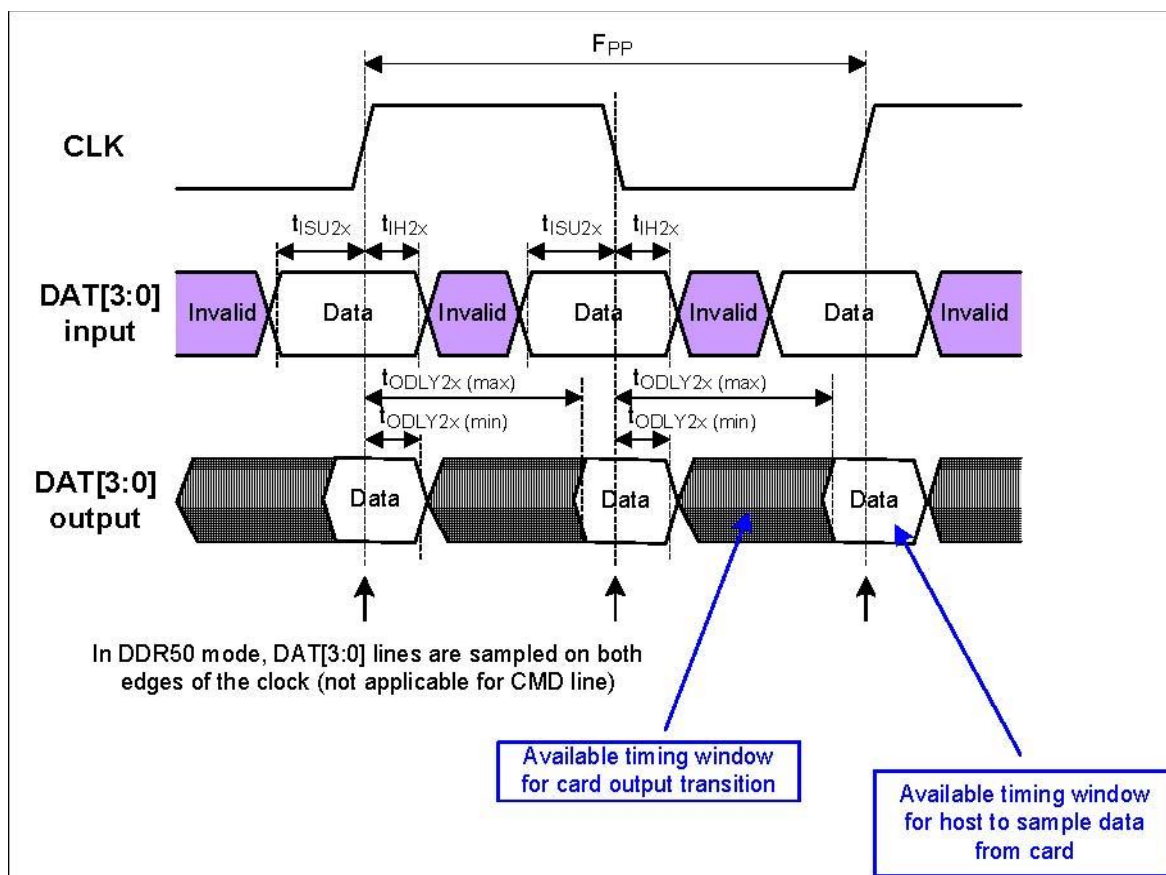 FPP
CLK
tISU2x
tIH2x
tISU2x
tIH2x
DAT[3:0]
input
Invalid
Data
Invalid
Data
Invalid
Data
Invalid
tODLY2x (max)
tODLY2x (max)
tODLY2x (min)
tODLY2x (min)
DAT[3:0]
output
Data
Data
Data
In DDR50 mode, DAT[3:0] lines are sampled on both
edges of the clock (not applicable for CMD line)
Available timing window
for card output transition
Available timing window
for host to sample data
from card